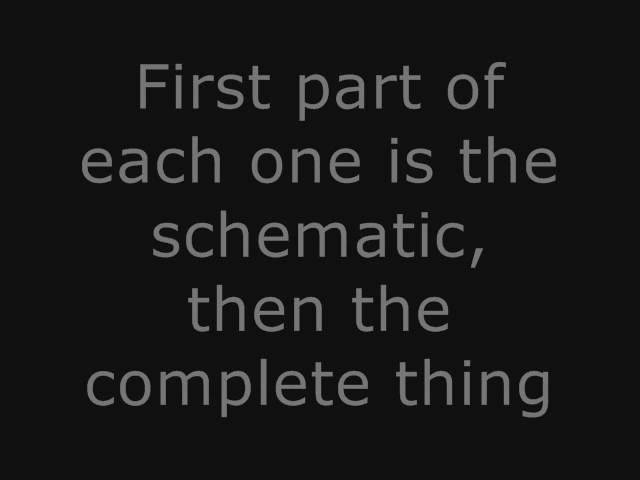 First part of
each one is the
schematic,
then the
complete thing